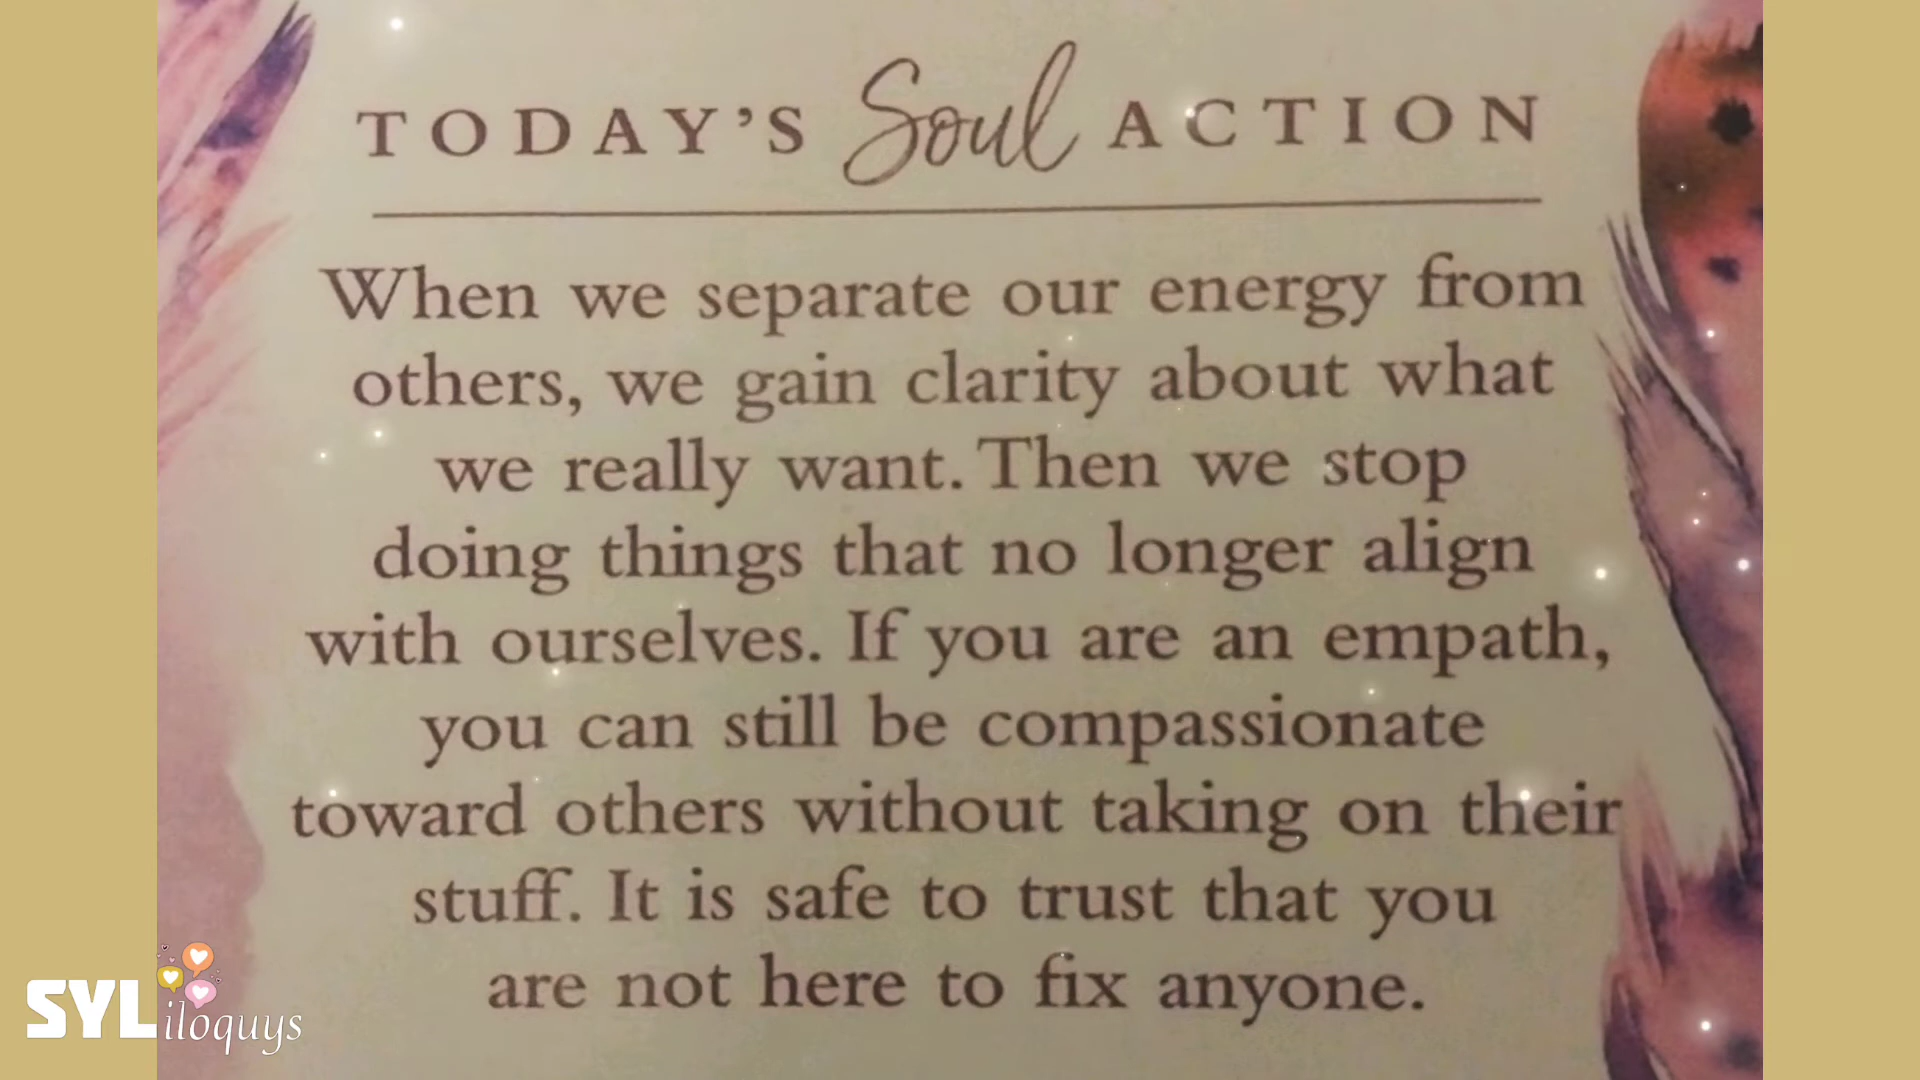 TODAY'S Soul ACTION
When we separate our energy from
others, we gain clarity about what
we really want. Then we stop
doing things that no longer align
with ourselves. If you are an empath,
you can still be compassionate
toward others without taking on their
stuff. It is safe to trust that you
are not here to fix anyone.
SYLiloquys